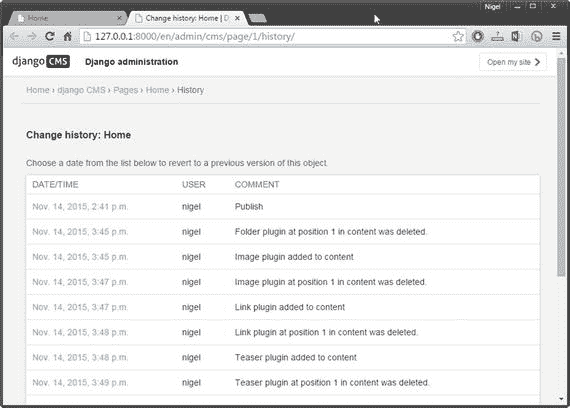 Nigel
Home
Change history: Home | D
127.0.0.1:8000/en/admin/cms/page/1/history/
django CMS Django administration Open my site
Home › django CMS › Pages › Home › History
Change history: Home
Choose a date from the list below to revert to a previous version of this object.
DATE/TIME USER COMMENT
Nov. 14, 2015, 2:41 p.m. nigel Publish
Nov. 14, 2015, 3:45 p.m. nigel Folder plugin at position 1 in content was deleted.
Nov. 14, 2015, 3:45 p.m. nigel Image plugin added to content
Nov. 14, 2015, 3:47 p.m. nigel Image plugin at position 1 in content was deleted.
Nov. 14, 2015, 3:47 p.m. nigel Link plugin added to content
Nov. 14, 2015, 3:48 p.m. nigel Link plugin at position 1 in content was deleted.
Nov. 14, 2015, 3:48 p.m. nigel Teaser plugin added to content
Nov. 14, 2015, 3:49 p.m. nigel Teaser plugin at position 1 in content was deleted.